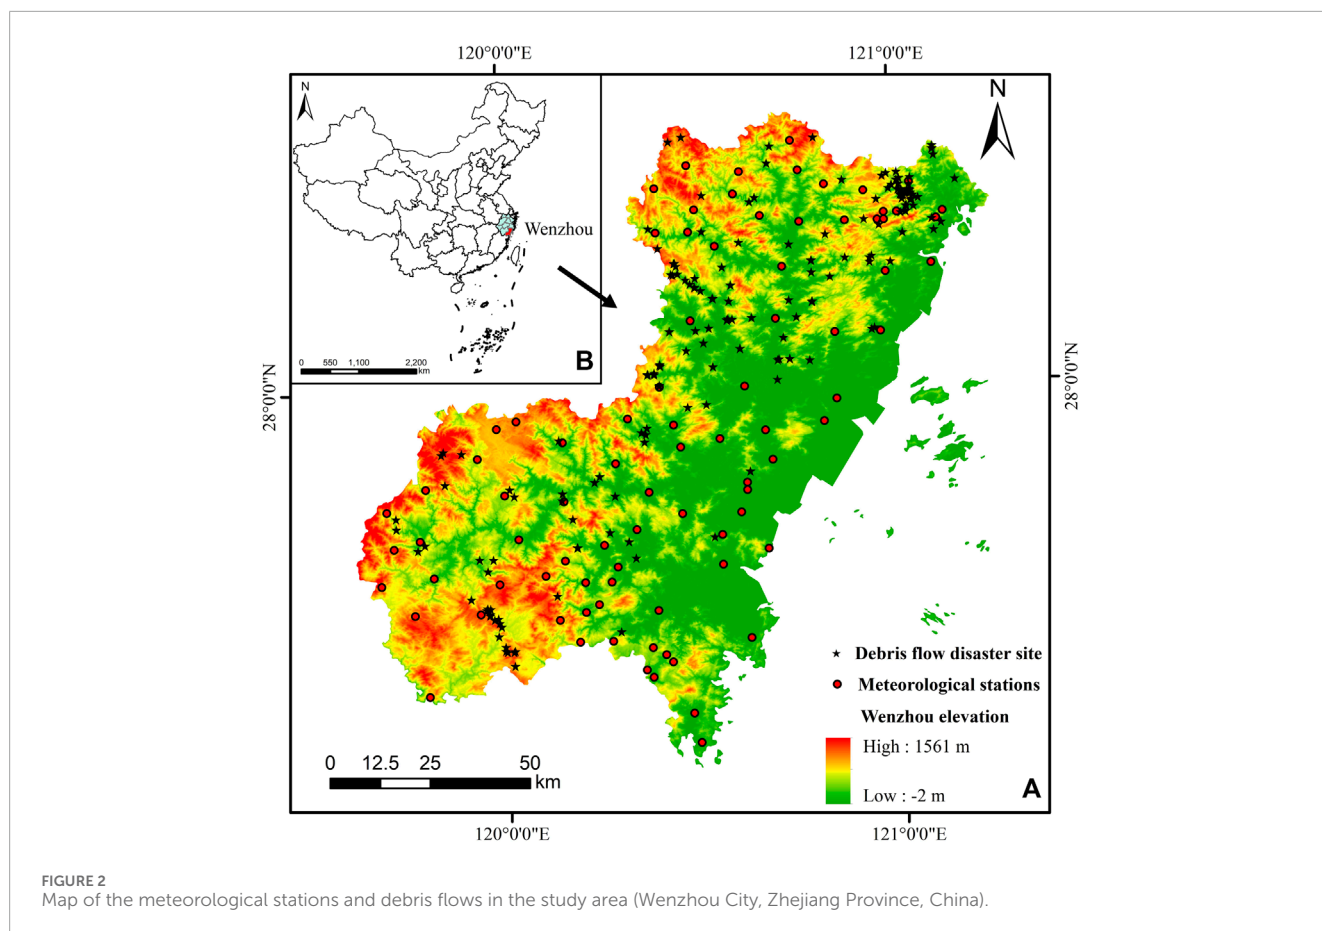 120°0'0"E
121°0'0"E
N
N
Wenzhou
B
0 550 1,100 2,200
km
28°0'0"N
28°0'0"N
Debris flow disaster site
Meteorological stations
Wenzhou elevation
High : 1561 m
Low : -2 m
0 12.5 25 50
km
A
120°0'0"E
121°0'0"E
FIGURE 2
Map of the meteorological stations and debris flows in the study area (Wenzhou City, Zhejiang Province, China).